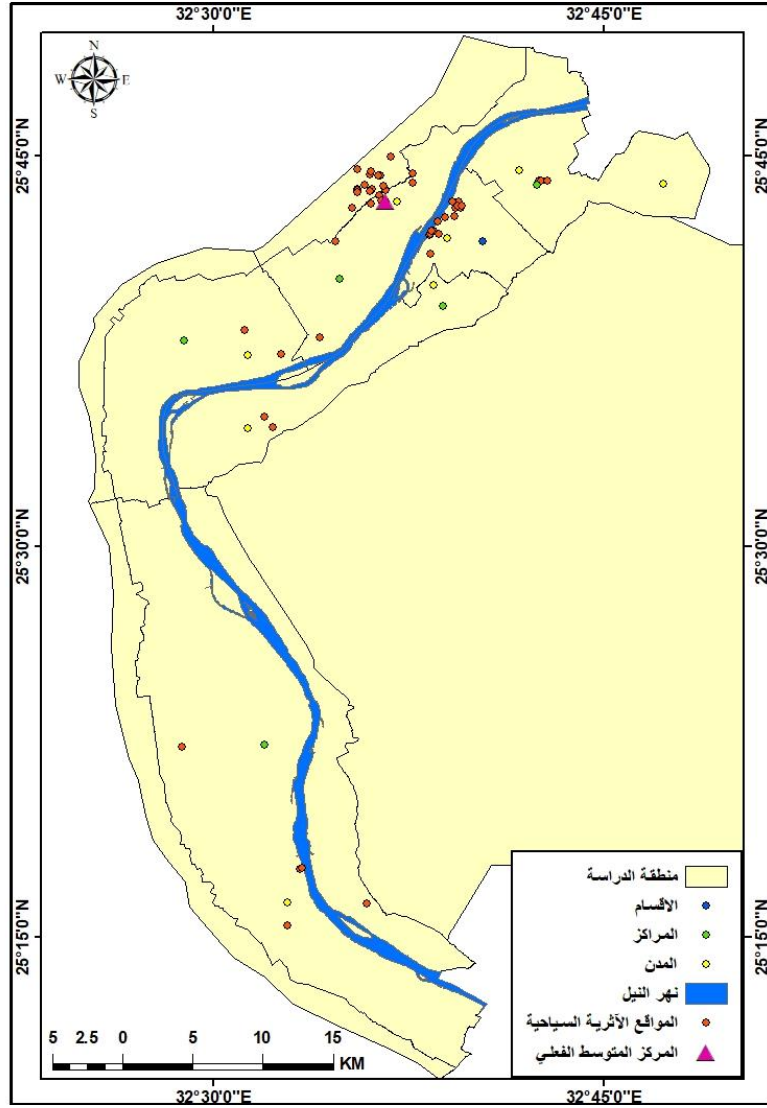 32°30'0"E 32°45'0"E
N
W E
S
25°45'0"N 25°45'0"N
25°30'0"N 25°30'0"N
25°15'0"N 25°15'0"N
منطقة الدراسة
الاقسام
المراكز
المدن
نهر النيل
المواقع الآثرية السياحية
المركز المتوسط الفعلي
5 2.5 0 5 10 15
KM
32°30'0"E 32°45'0"E